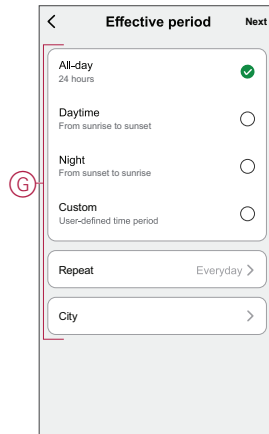 Effective period Next
All-day
24 hours
Daytime
From sunrise to sunset
Night
From sunset to sunrise
G
Custom
User-defined time period
Repeat Everyday
City